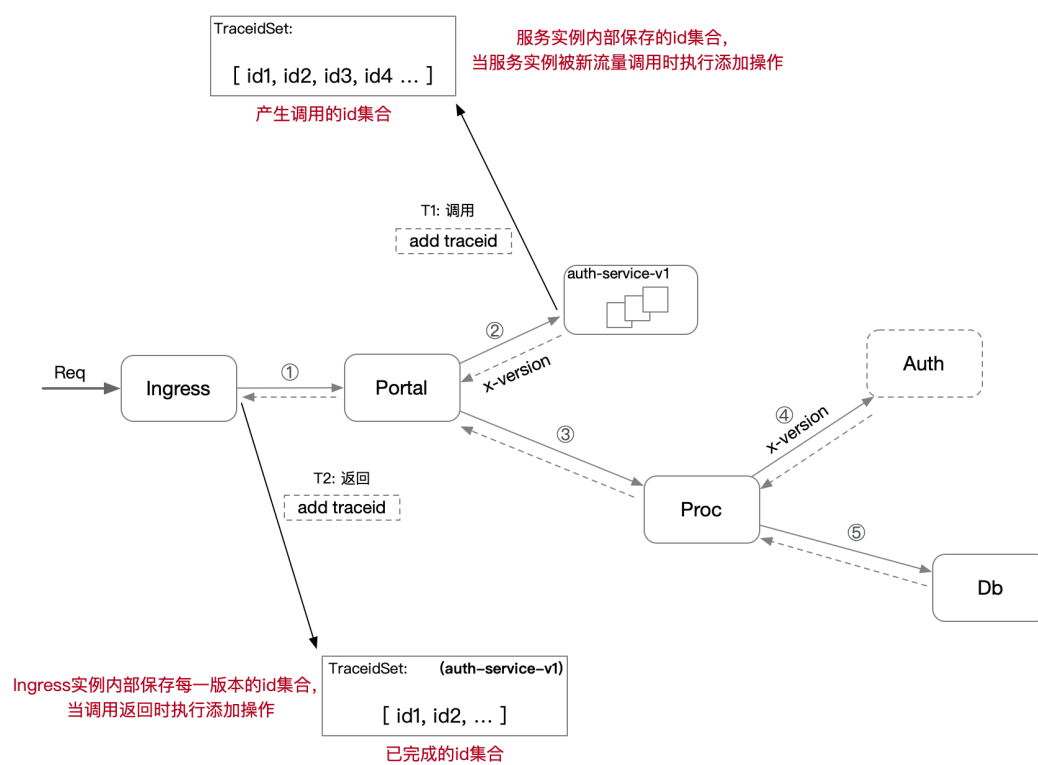 TraceidSet:
[ id1, id2, id3, id4 ... ]
产生调用的id集合
服务实例内部保存的id集合,
当服务实例被新流量调用时执行添加操作
T1: 调用
add traceid
auth-service-v1
②
x-version
Req
Ingress
①
Portal
Auth
④
x-version
③
T2: 返回
add traceid
Proc
⑤
Db
Ingress实例内部保存每一版本的id集合,
当调用返回时执行添加操作
TraceidSet: (auth-service-v1)
[ id1, id2, ... ]
已完成的id集合